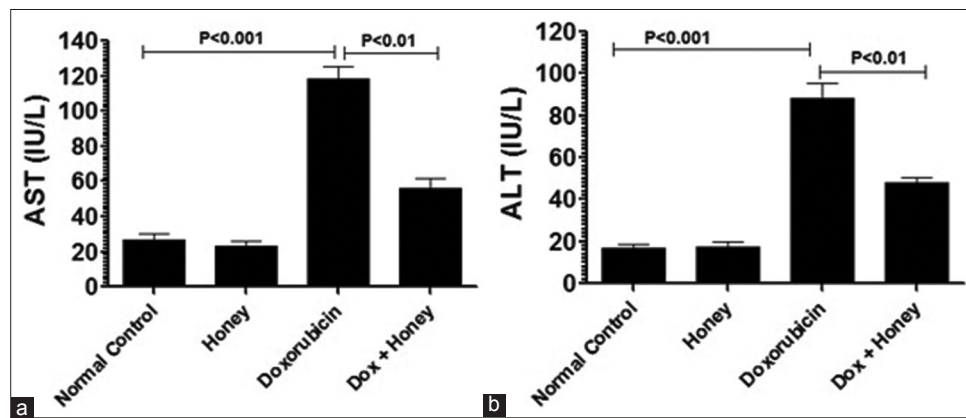 140
120
100
80
60
40
20
0
AST (IU/L)
P<0.001
P<0.01
Normal Control
Honey
Doxorubicin
Dox + Honey
a
120
100
80
60
40
20
0
ALT (IU/L)
P<0.001
P<0.01
Normal Control
Honey
Doxorubicin
Dox + Honey
b